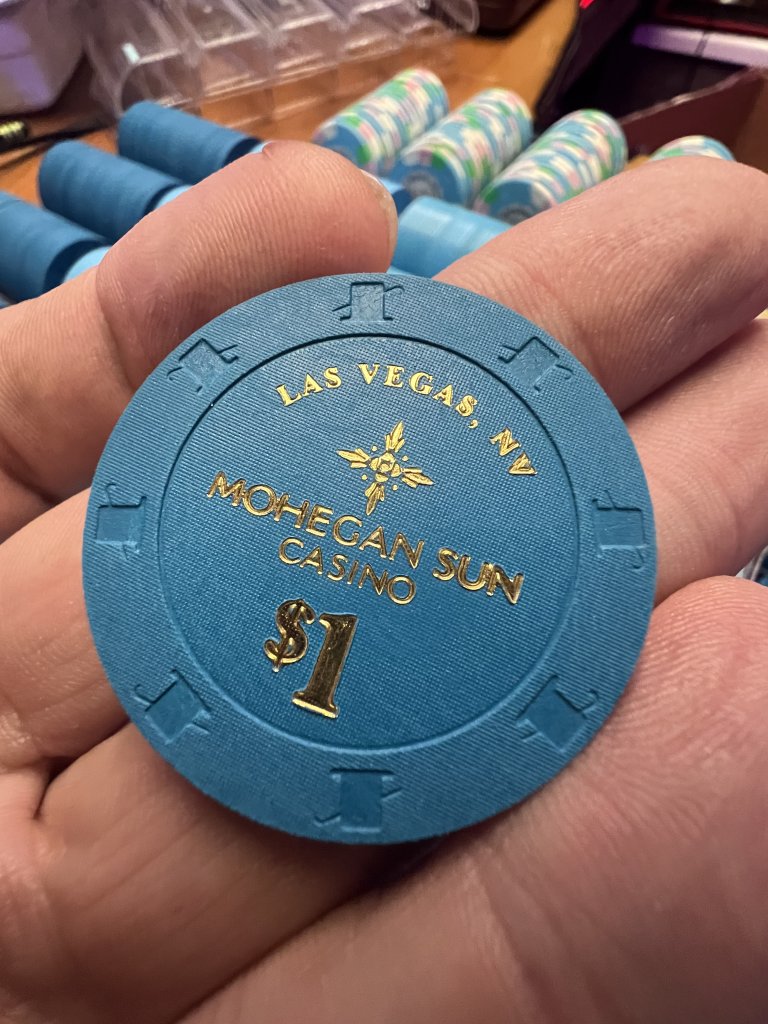 LAS VEGAS, NV
MOHEGAN SUN
CASINO
$1